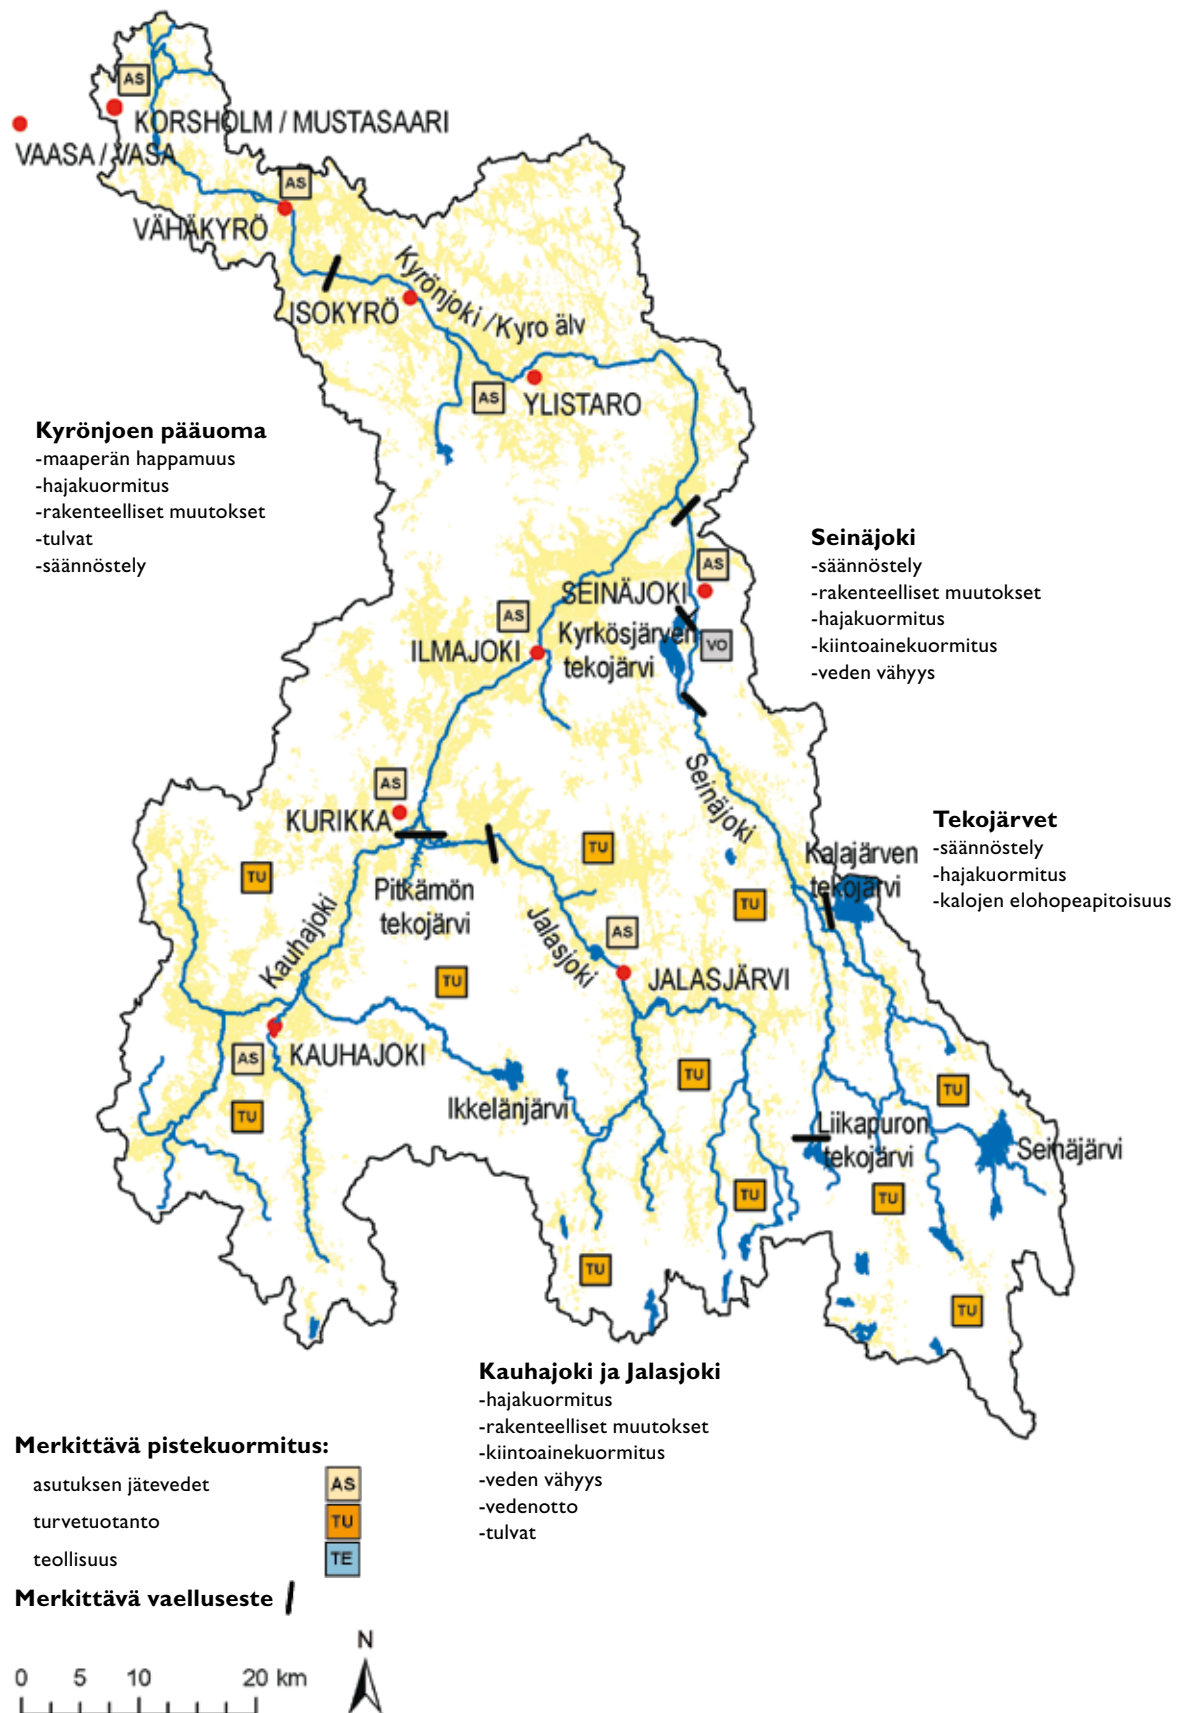 AS
KORSHOLM / MUSTASAARI
VAASA / VASA
AS
VÄHÄKYRÖ
Kyrönjoki / Kyro älv
ISOKYRÖ
AS
YLISTARO
Kyrönjoen pääuoma
-maaperän happamuus
-hajakuormitus
-rakenteelliset muutokset
-tulvat
-säännöstely
Seinäjoki
-säännöstely
-rakenteelliset muutokset
-hajakuormitus
-kiintoainekuormitus
-veden vähyys
AS
SEINÄJOKI
AS
ILMAJOKI
Kyrkösjärven
tekojärvi
VO
Seinäjoki
AS
KURIKKA
TU
TU
Pitkämön
tekojärvi
Kauhajoki
Jalasjoki
TU
Kalajärven
tekojärvi
Tekojärvet
-säännöstely
-hajakuormitus
-kalojen elohopeapitoisuus
AS
TU
JALASJÄRVI
AS
KAUHAJOKI
TU
TU
TU
Ikkelänjärvi
Liikapuron
tekojärvi
Seinäjärvi
TU
TU
TU
TU
Kauhajoki ja Jalasjoki
-hajakuormitus
-rakenteelliset muutokset
-kiintoainekuormitus
-veden vähyys
-vedenotto
-tulvat
Merkittävä pistekuormitus:
asutuksen jätevedet AS
turvetuotanto TU
teollisuus TE
Merkittävä vaelluseste
N
0 5 10 20 km